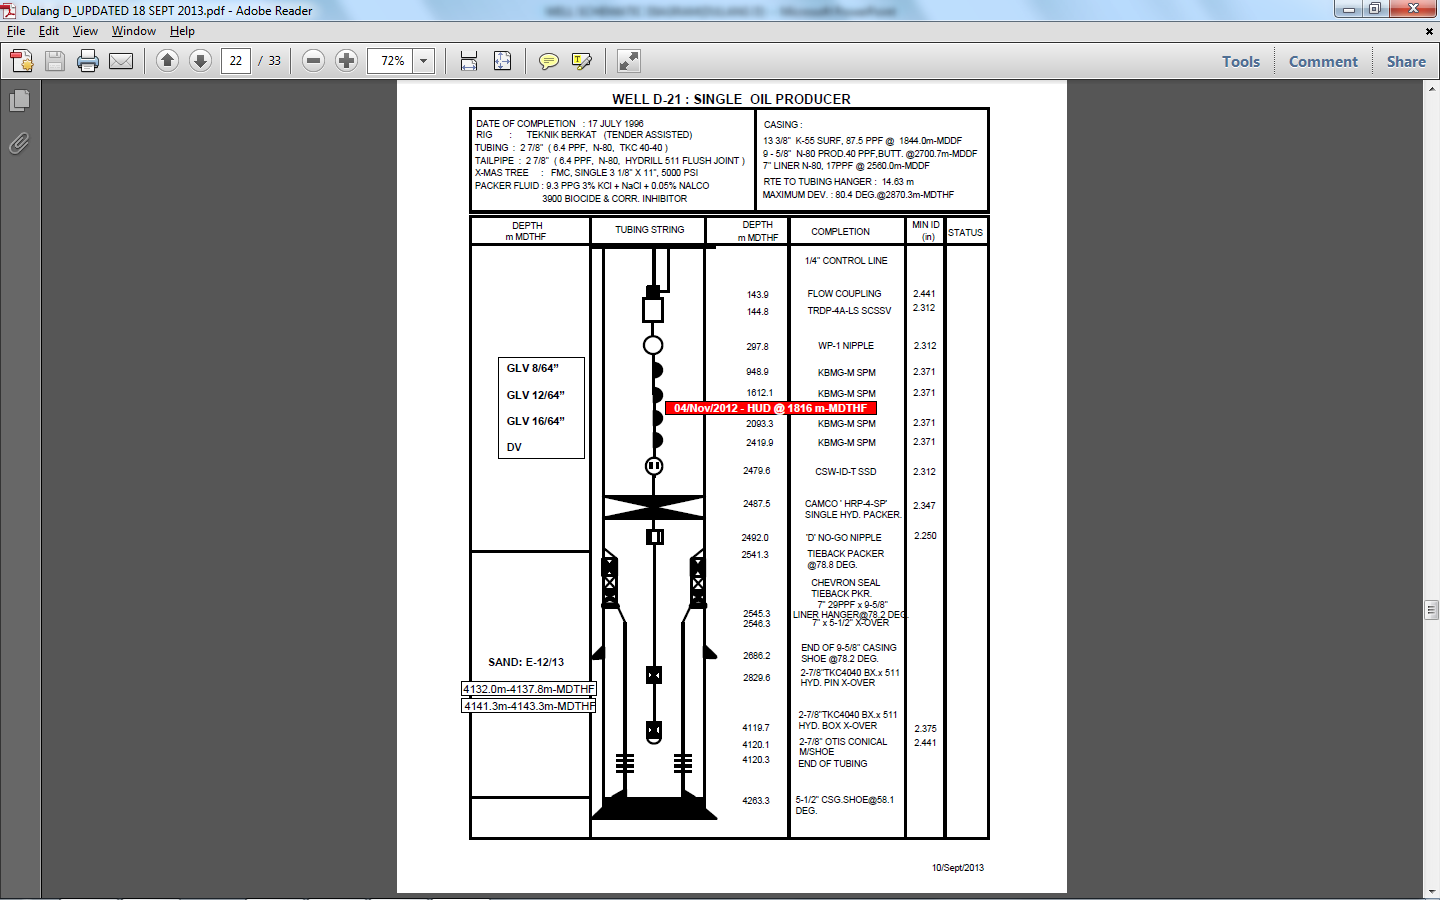 Dulang D_UPDATED 18 SEPT 2013.pdf - Adobe Reader
File Edit View Window Help
22 / 33 72% Tools Comment Share
WELL D-21 : SINGLE OIL PRODUCER
DATE OF COMPLETION : 17 JULY 1996
RIG : TEKNIK BERKAT (TENDER ASSISTED)
TUBING : 2 7/8" ( 6.4 PPF, N-80, TKC 40-40 )
TAILPIPE : 2 7/8" ( 6.4 PPF, N-80, HYDRILL 511 FLUSH JOINT )
X-MAS TREE : FMC, SINGLE 3 1/8" X 11", 5000 PSI
PACKER FLUID : 9.3 PPG 3% KCl + NaCl + 0.05% NALCO
3900 BIOCIDE & CORR. INHIBITOR
CASING :
13 3/8" K-55 SURF, 87.5 PPF @ 1844.0m-MDDF
9 - 5/8" N-80 PROD.40 PPF,BUTT. @2700.7m-MDDF
7" LINER N-80, 17PPF @ 2560.0m-MDDF
RTE TO TUBING HANGER : 14.63 m
MAXIMUM DEV. : 80.4 DEG.@2870.3m-MDTHF
DEPTH
m MDTHF
TUBING STRING
DEPTH
m MDTHF
COMPLETION
MIN ID
(in)
STATUS
1/4" CONTROL LINE
143.9 FLOW COUPLING 2.441
144.8 TRDP-4A-LS SCSSV 2.312
297.8 WP-1 NIPPLE 2.312
GLV 8/64”
GLV 12/64”
GLV 16/64”
DV
948.9 KBMG-M SPM 2.371
1612.1 KBMG-M SPM 2.371
04/Nov/2012 - HUD @ 1816 m-MDTHF
2093.3 KBMG-M SPM 2.371
2419.9 KBMG-M SPM 2.371
2479.6 CSW-ID-T SSD 2.312
2487.5 CAMCO ' HRP-4-SP' 2.347
SINGLE HYD. PACKER.
2492.0 'D' NO-GO NIPPLE 2.250
2541.3 TIEBACK PACKER
@78.8 DEG.
CHEVRON SEAL
TIEBACK PKR.
7" 29PPF x 9-5/8"
2545.3 LINER HANGER@78.2 DEG.
2546.3 7" x 5-1/2" X-OVER
2686.2 END OF 9-5/8" CASING
SHOE @78.2 DEG.
SAND: E-12/13
4132.0m-4137.8m-MDTHF
4141.3m-4143.3m-MDTHF
2829.6 2-7/8"TKC4040 BX.x 511
HYD. PIN X-OVER
2-7/8"TKC4040 BX.x 511
4119.7 HYD. BOX X-OVER 2.375
4120.1 2-7/8" OTIS CONICAL 2.441
M/SHOE
4120.3 END OF TUBING
4263.3 5-1/2" CSG.SHOE@58.1
DEG.
10/Sept/2013